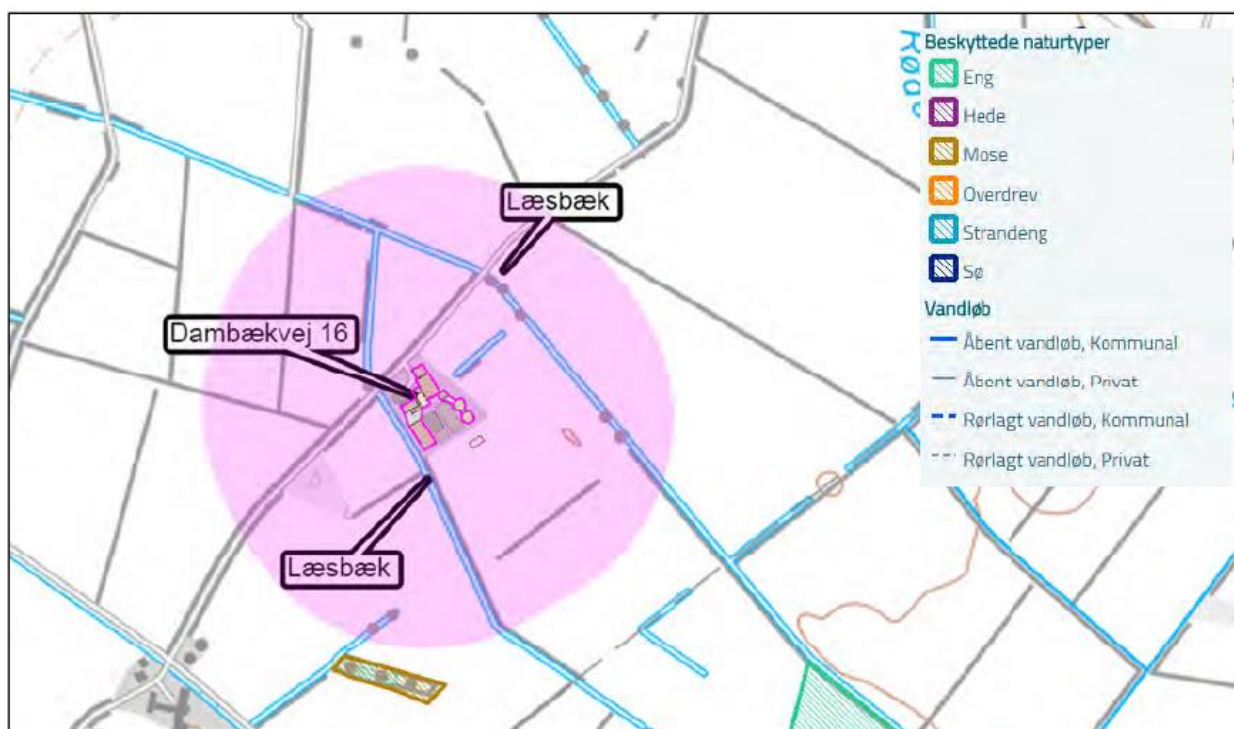 Læsbæk
Dambækvej 16
Læsbæk
Beskyttede naturtyper
Eng
Hede
Mose
Overdrev
Strandeng
Sø
Vandløb
Åbent vandløb, Kommunal
Åbent vandløb, Privat
Rørlagt vandløb, Kommunal
Rørlagt vandløb, Privat